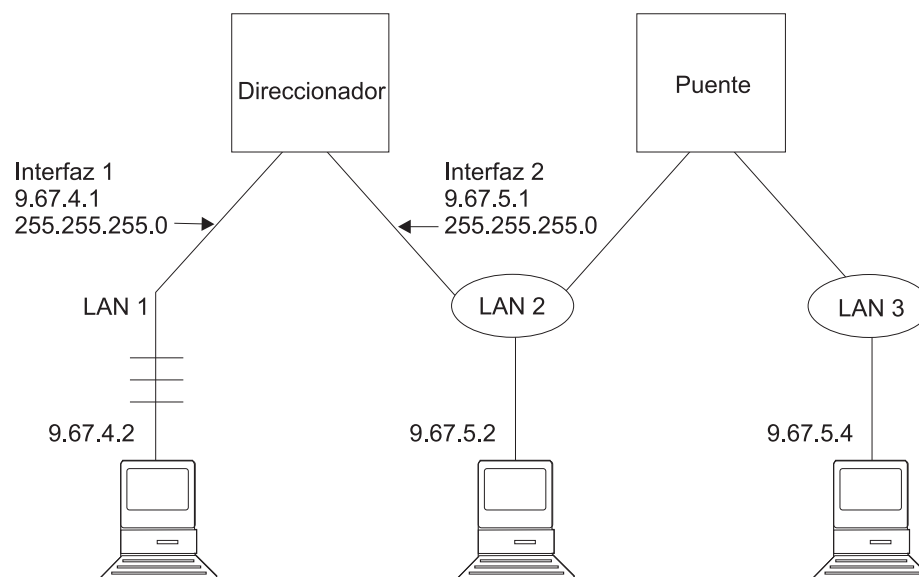 Direccionador
Puente
Interfaz 1
9.67.4.1
255.255.255.0
Interfaz 2
9.67.5.1
255.255.255.0
LAN 1
LAN 2
LAN 3
9.67.4.2
9.67.5.2
9.67.5.4